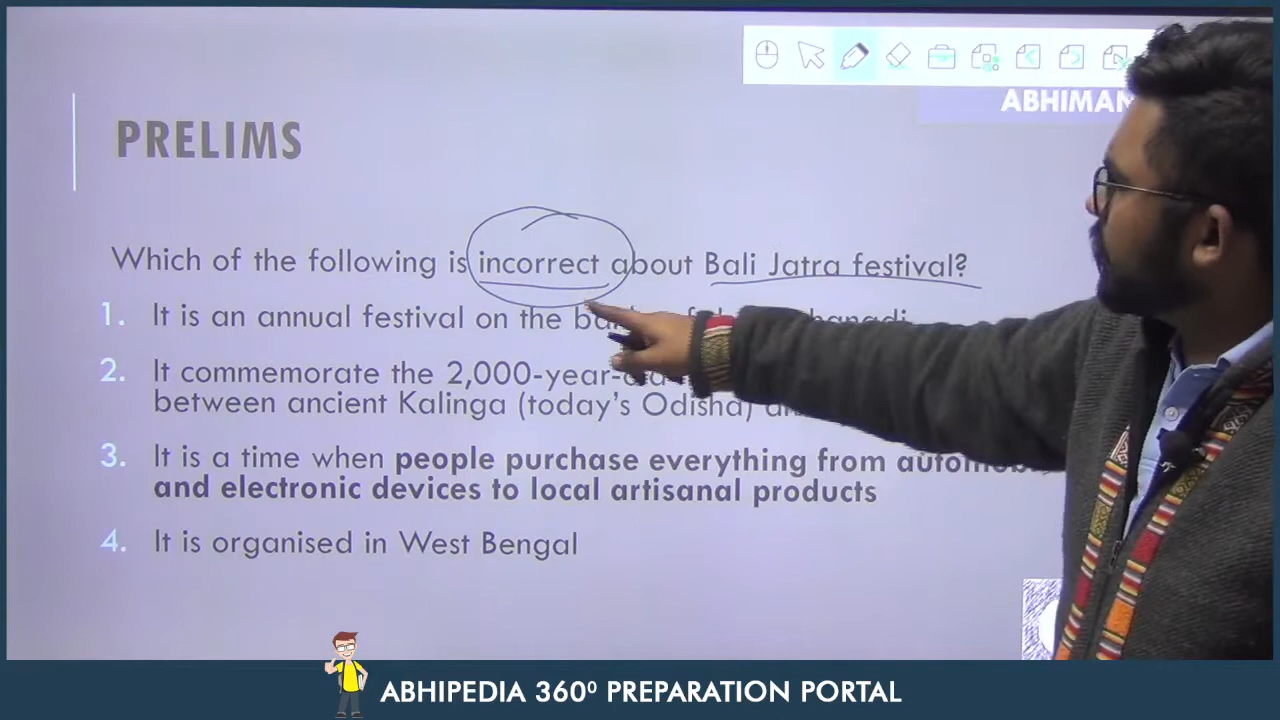 ABHIMAN
PRELIMS
Which of the following is incorrect about Bali Jatra festival?
1. It is an annual festival on the
2. It commemorate the 2,000-year-
between ancient Kalinga (today's Odisha)
3. It is a time when people purchase everything from
and electronic devices to local artisanal products
4. It is organised in West Bengal
ABHIPEDIA 360⁰ PREPARATION PORTAL